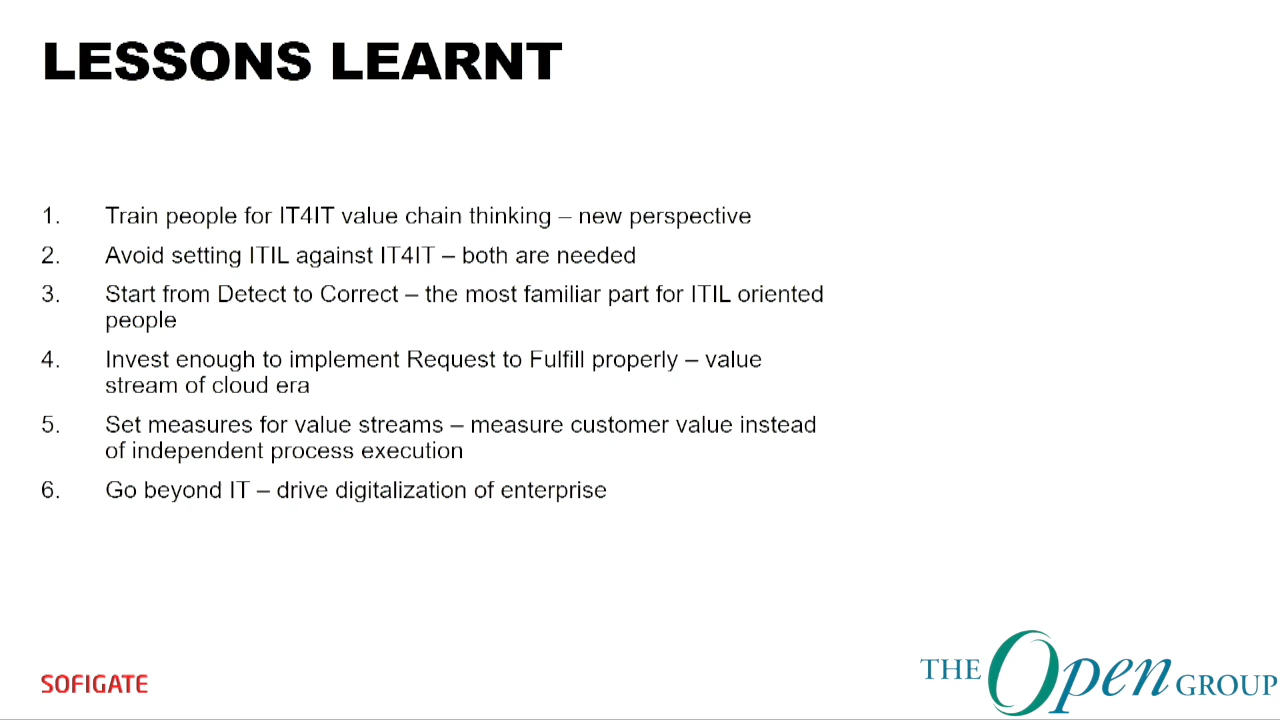 LESSONS LEARNT
1. Train people for IT4IT value chain thinking – new perspective
2. Avoid setting ITIL against IT4IT – both are needed
3. Start from Detect to Correct – the most familiar part for ITIL oriented
people
4. Invest enough to implement Request to Fulfill properly – value
stream of cloud era
5. Set measures for value streams – measure customer value instead
of independent process execution
6. Go beyond IT – drive digitalization of enterprise
SOFIGATE
THE Open GROUP